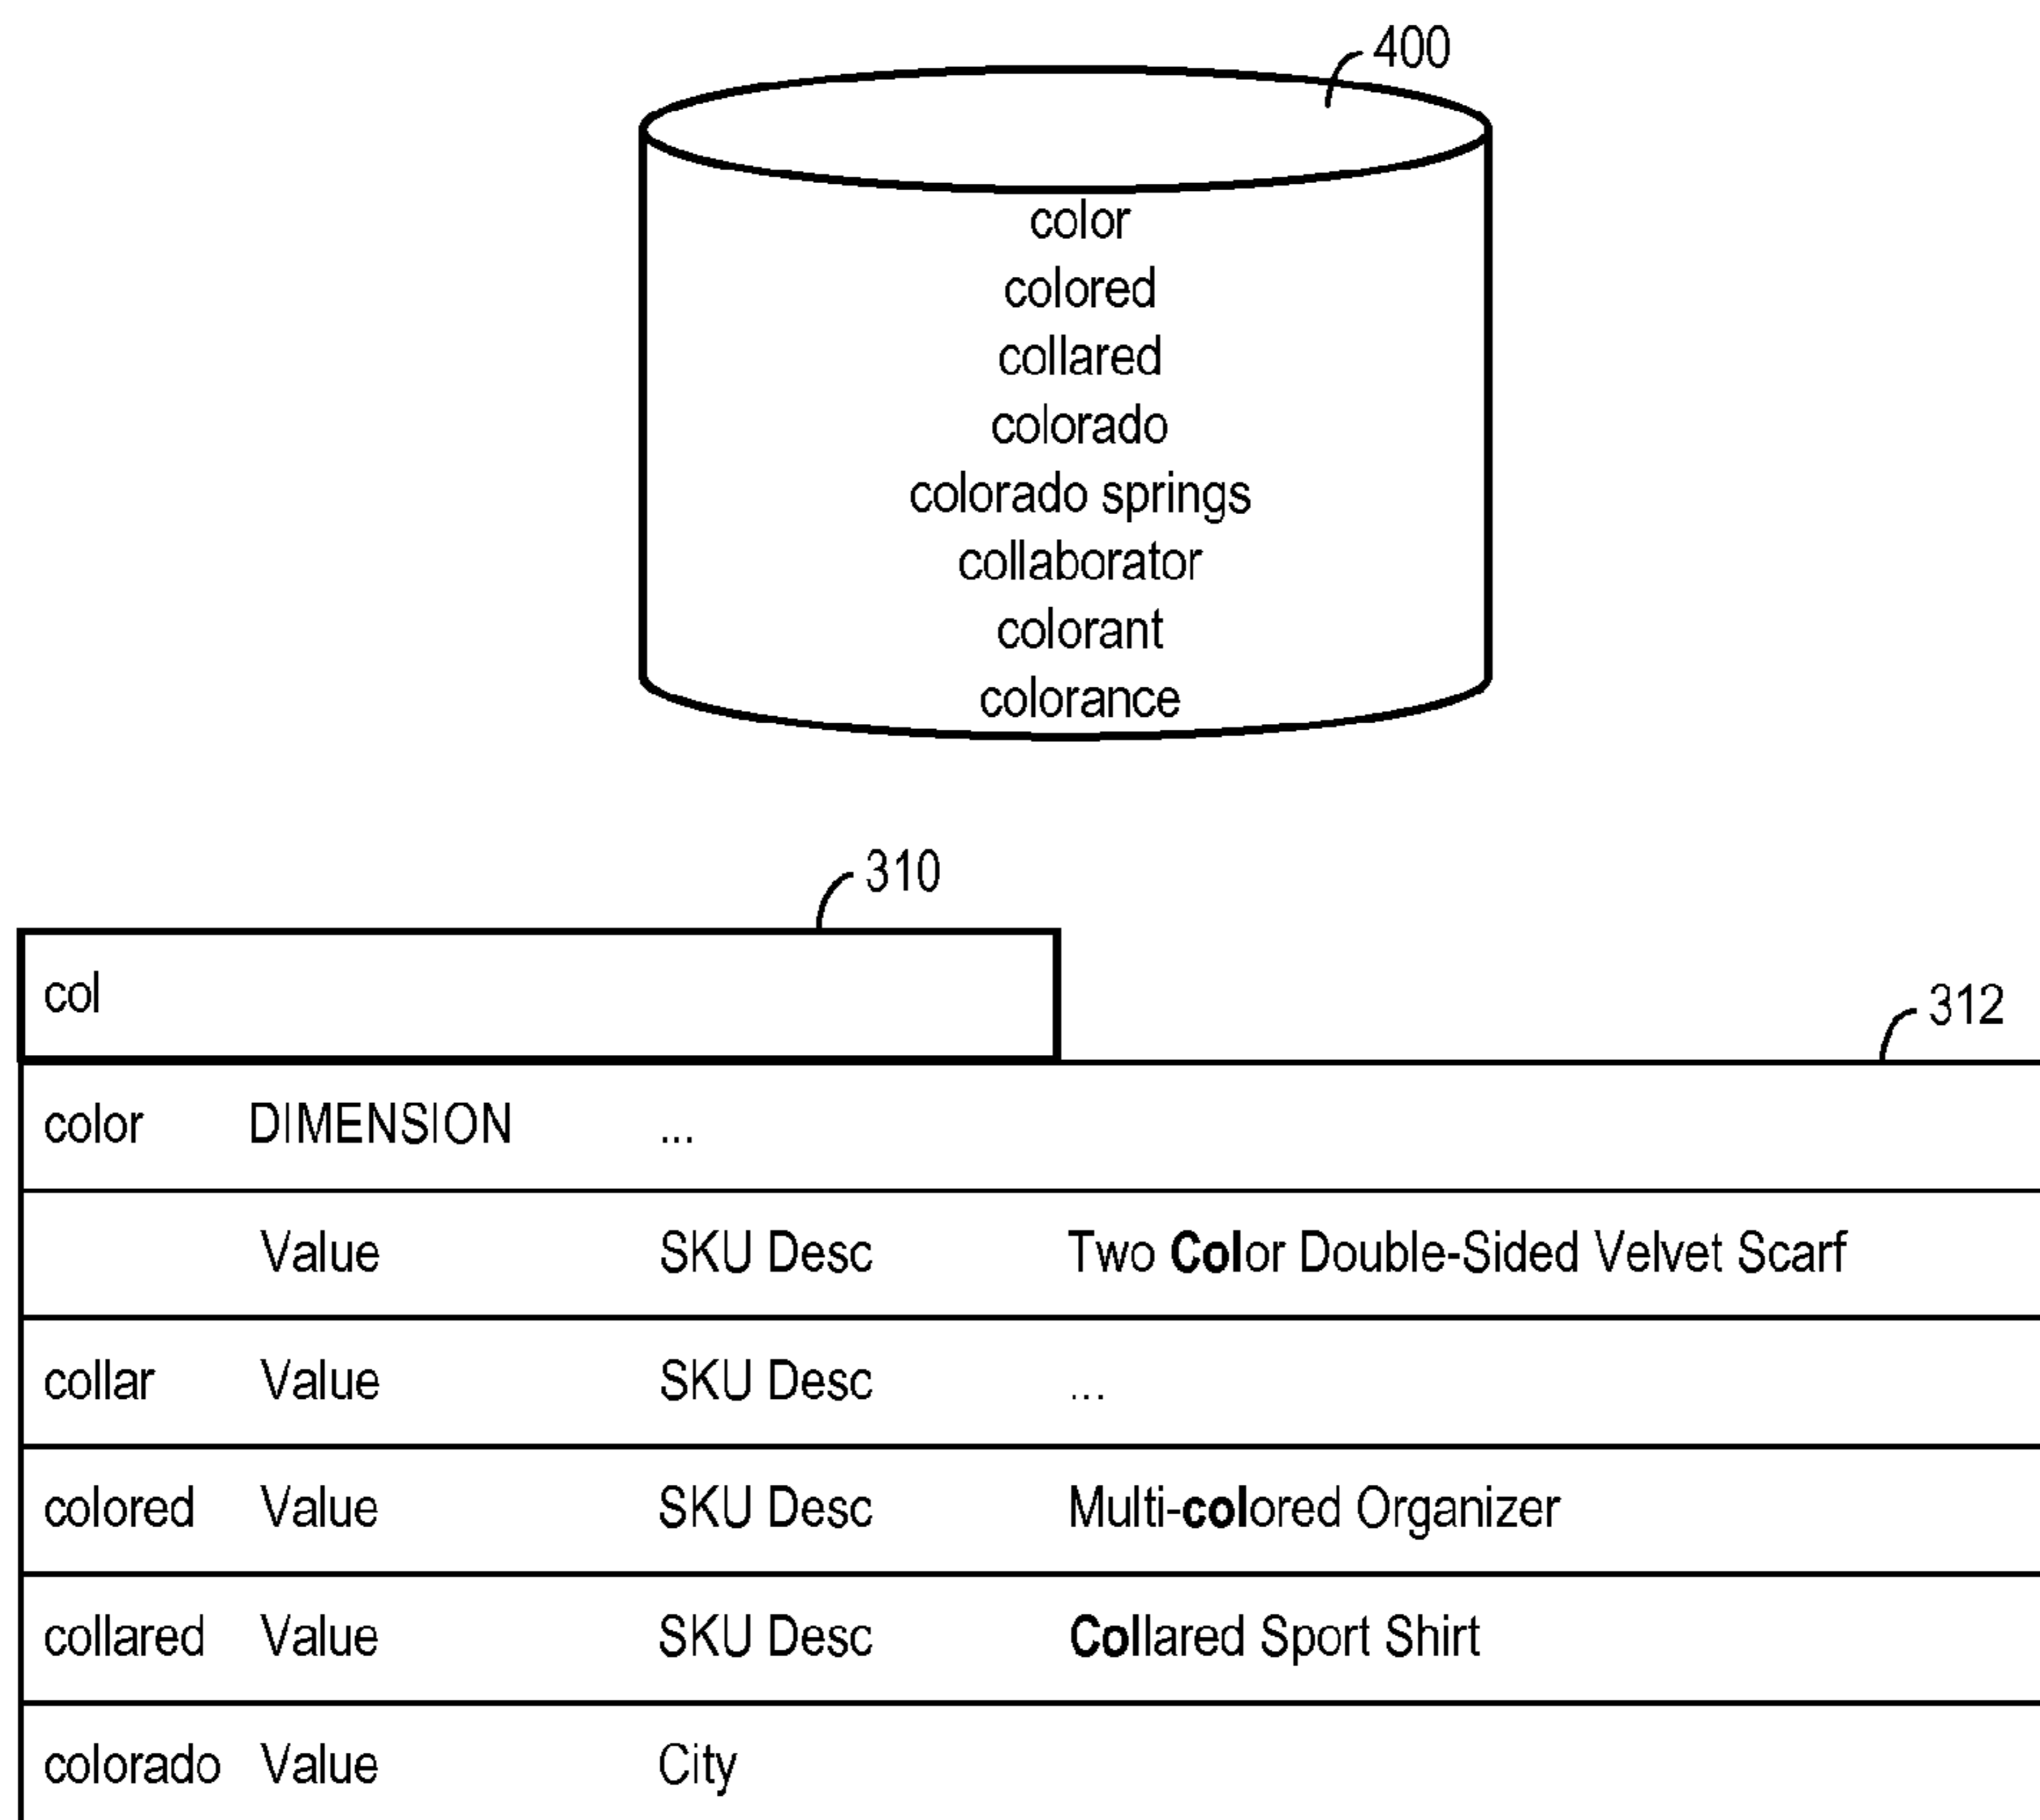 400
color
colored
collared
colorado
colorado springs
collaborator
colorant
colorance
310
col
312
color DIMENSION ...
Value SKU Desc Two Color Double-Sided Velvet Scarf
collar Value SKU Desc ...
colored Value SKU Desc Multi-colored Organizer
collared Value SKU Desc Collared Sport Shirt
colorado Value City